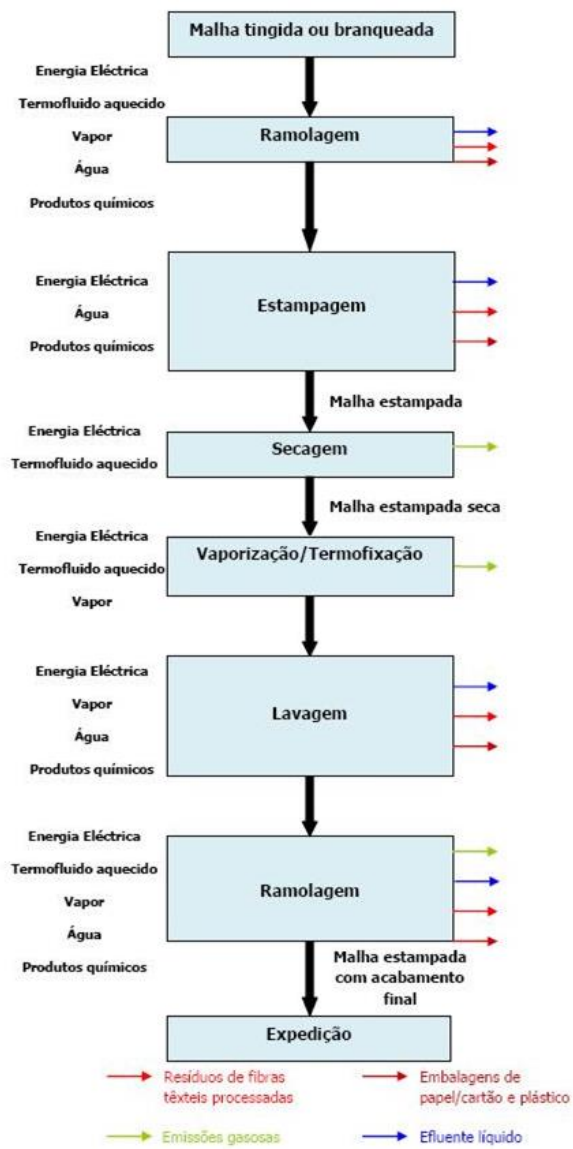 Malha tingida ou branqueada
Energia Eléctrica
Termofluido aquecido
Vapor
Água
Produtos químicos
Ramolagem
Energia Eléctrica
Água
Produtos químicos
Estampagem
Malha estampada
Energia Eléctrica
Termofluido aquecido
Secagem
Malha estampada seca
Energia Eléctrica
Termofluido aquecido
Vapor
Vaporização/Termofixação
Energia Eléctrica
Vapor
Água
Produtos químicos
Lavagem
Energia Eléctrica
Termofluido aquecido
Vapor
Água
Produtos químicos
Ramolagem
Malha estampada
com acabamento
final
Expedição
Resíduos de fibras
têxteis processadas
Embalagens de
papel/cartão e plástico
Emissões gasosas
Efluente líquido